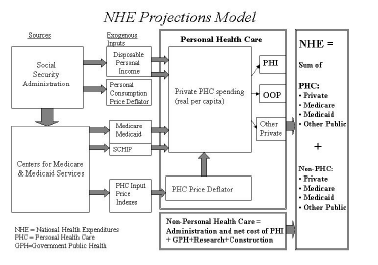 NHE Projections Model
Sources
Exogenous
Inputs
Personal Health Care
NHE =
Social
Security
Administration
Disposable
Personal
Income
Personal
Consumption
Price Deflator
Private PHC spending
(real per capita)
PHI
OOP
Other
Private
Sum of
PHC:
• Private
• Medicare
• Medicaid
• Other Public
+
Non-PHC:
• Private
• Medicare
• Medicaid
• Other Public
Centers for Medicare
& Medicaid Services
Medicare
Medicaid
SCHIP
PHC Input
Price
Indexes
PHC Price Deflator
Non-Personal Health Care =
Administration and net cost of PHI
+ GPH+Research+Construction
NHE = National Health Expenditures
PHC = Personal Health Care
GPH=Government Public Health